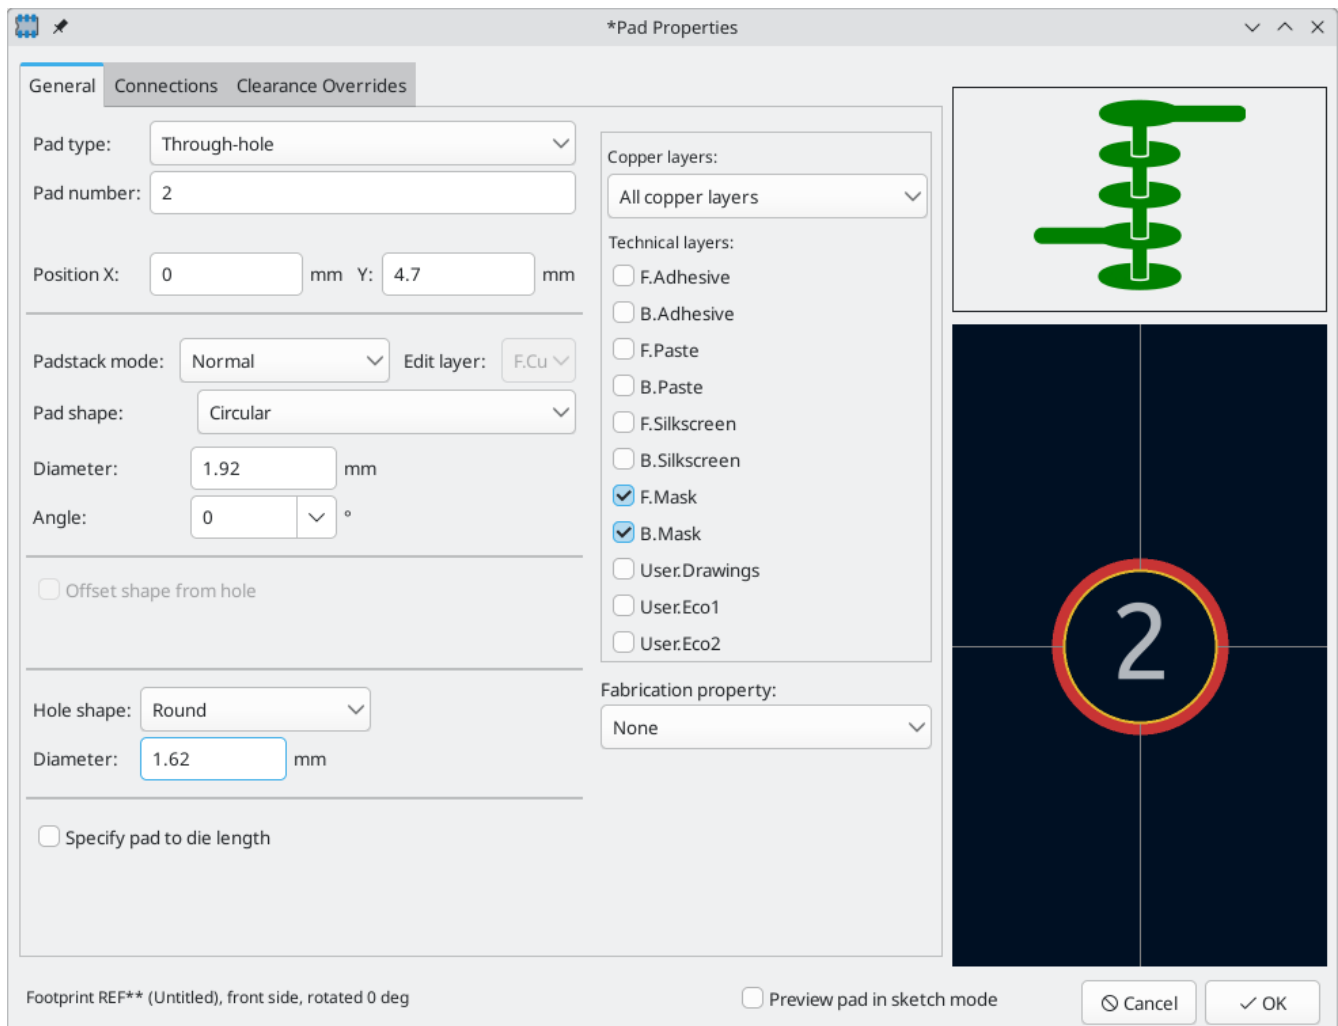 *Pad Properties
General Connections Clearance Overrides
Pad type: Through-hole
Pad number: 2
Position X: 0 mm Y: 4.7 mm
Padstack mode: Normal Edit layer: F.Cu
Pad shape: Circular
Diameter: 1.92 mm
Angle: 0 °
Offset shape from hole
Hole shape: Round
Diameter: 1.62 mm
Specify pad to die length
Copper layers:
All copper layers
Technical layers:
F.Adhesive
B.Adhesive
F.Paste
B.Paste
F.Silkscreen
B.Silkscreen
F.Mask
B.Mask
User.Drawings
User.Eco1
User.Eco2
Fabrication property:
None
2
Footprint REF** (Untitled), front side, rotated 0 deg
Preview pad in sketch mode
Cancel
OK